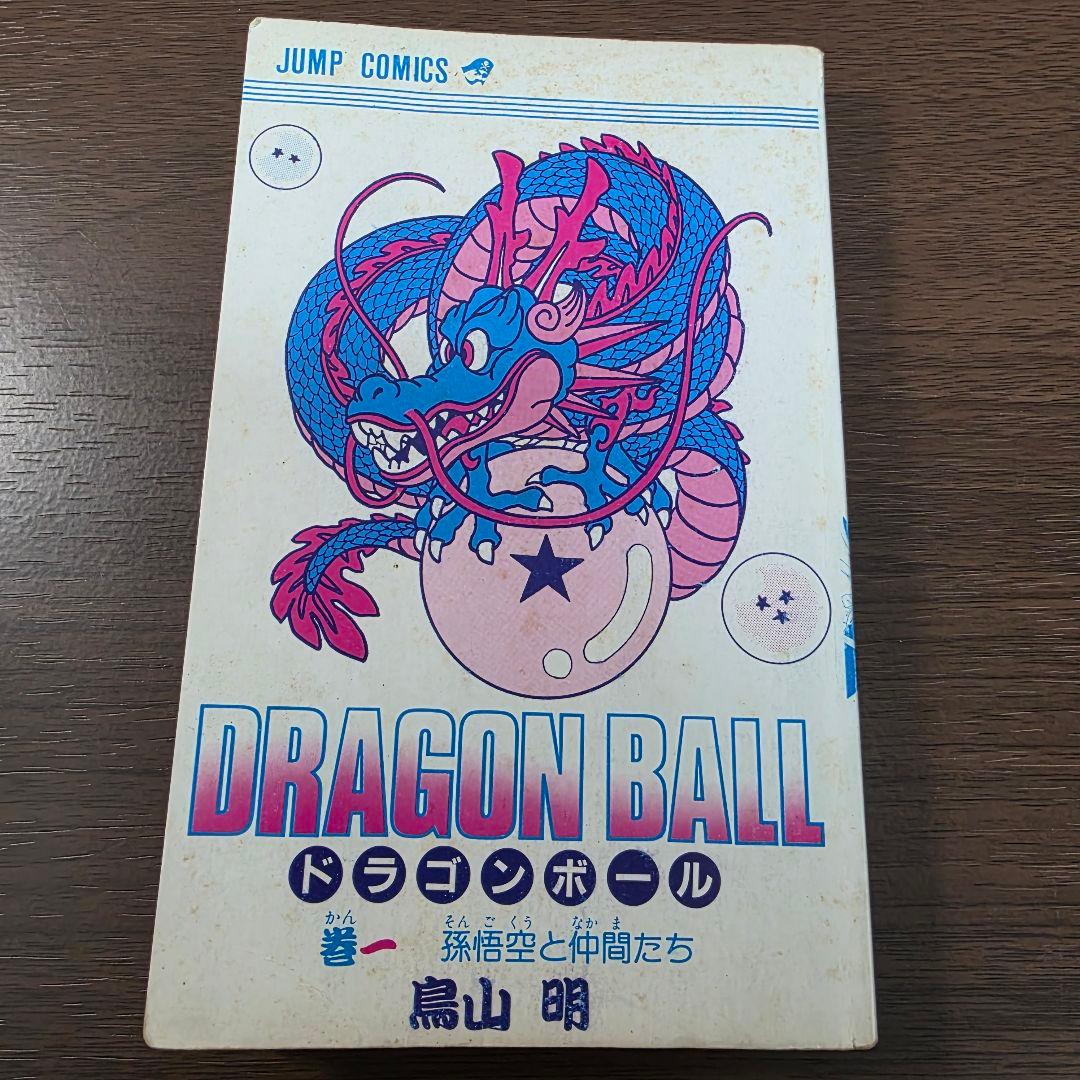 JUMP COMICS
DRAGON BALL
ドラゴンボール
かん そんごくう なかま
巻一 孫悟空と仲間たち
鳥山 明